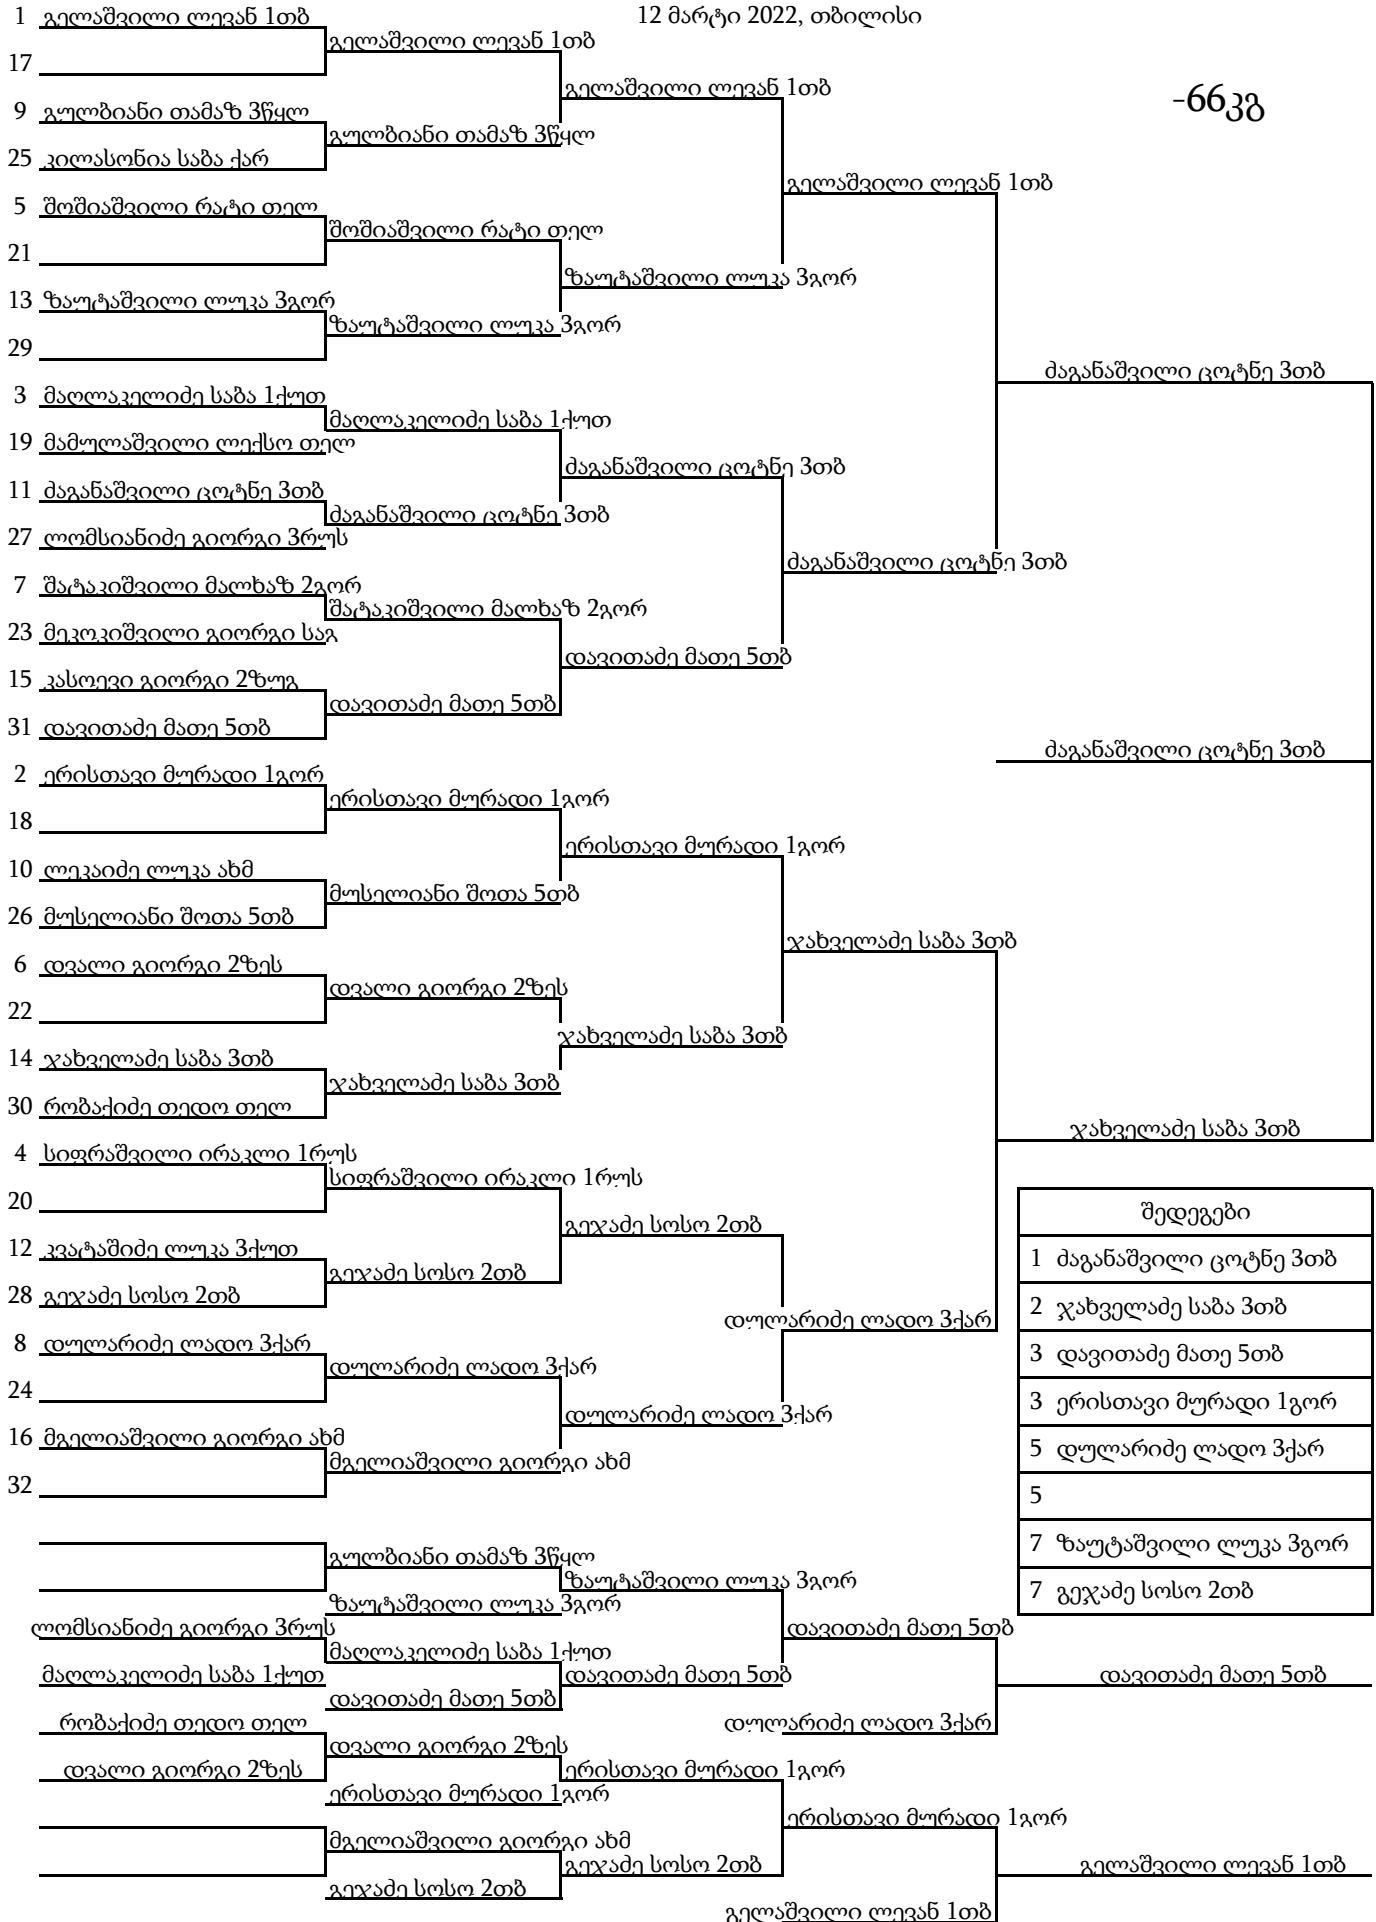 12 მარტი 2022, თბილისი
-66კგ
1 გელაშვილი ლევან 1თბ
17
9 გულბიანი თამაზ 3წყლ
25 კილასონია საბა ქარ
5 შოშიაშვილი რატი თელ
21
13 ზაუტაშვილი ლუკა 3გორ
29
3 მაღლაკელიძე საბა 1ქუთ
19 მამულაშვილი ლექსო თელ
11 ძაგანაშვილი ცოტნე 3თბ
27 ლომსიანიძე გიორგი 3რუს
7 შატაკიშვილი მალხაზ 2გორ
23 მეკოკიშვილი გიორგი საგ
15 კასოევი გიორგი 2ზუგ
31 დავითაძე მათე 5თბ
2 ერისთავი მურადი 1გორ
18
10 ლეკაიძე ლუკა ახმ
26 მუსელიანი შოთა 5თბ
6 დვალი გიორგი 2ზეს
22
14 ჯახველაძე საბა 3თბ
30 რობაქიძე თედო თელ
4 სიფრაშვილი ირაკლი 1რუს
20
12 კვატაშიძე ლუკა 3ქუთ
28 გეჯაძე სოსო 2თბ
8 დულარიძე ლადო 3ქარ
24
16 მგელიაშვილი გიორგი ახმ
32
გელაშვილი ლევან 1თბ
გულბიანი თამაზ 3წყლ
შოშიაშვილი რატი თელ
ზაუტაშვილი ლუკა 3გორ
მაღლაკელიძე საბა 1ქუთ
ძაგანაშვილი ცოტნე 3თბ
შატაკიშვილი მალხაზ 2გორ
დავითაძე მათე 5თბ
ერისთავი მურადი 1გორ
მუსელიანი შოთა 5თბ
დვალი გიორგი 2ზეს
ჯახველაძე საბა 3თბ
სიფრაშვილი ირაკლი 1რუს
გეჯაძე სოსო 2თბ
დულარიძე ლადო 3ქარ
მგელიაშვილი გიორგი ახმ
გელაშვილი ლევან 1თბ
ზაუტაშვილი ლუკა 3გორ
ძაგანაშვილი ცოტნე 3თბ
დავითაძე მათე 5თბ
ერისთავი მურადი 1გორ
ჯახველაძე საბა 3თბ
გეჯაძე სოსო 2თბ
დულარიძე ლადო 3ქარ
გელაშვილი ლევან 1თბ
ძაგანაშვილი ცოტნე 3თბ
ჯახველაძე საბა 3თბ
დულარიძე ლადო 3ქარ
ძაგანაშვილი ცოტნე 3თბ
ძაგანაშვილი ცოტნე 3თბ
ჯახველაძე საბა 3თბ
შედეგები
1 ძაგანაშვილი ცოტნე 3თბ
2 ჯახველაძე საბა 3თბ
3 დავითაძე მათე 5თბ
3 ერისთავი მურადი 1გორ
5 დულარიძე ლადო 3ქარ
5
7 ზაუტაშვილი ლუკა 3გორ
7 გეჯაძე სოსო 2თბ
ლომსიანიძე გიორგი 3რუს
მაღლაკელიძე საბა 1ქუთ
რობაქიძე თედო თელ
დვალი გიორგი 2ზეს
გულბიანი თამაზ 3წყლ
ზაუტაშვილი ლუკა 3გორ
მაღლაკელიძე საბა 1ქუთ
დავითაძე მათე 5თბ
დვალი გიორგი 2ზეს
ერისთავი მურადი 1გორ
მგელიაშვილი გიორგი ახმ
გეჯაძე სოსო 2თბ
ზაუტაშვილი ლუკა 3გორ
დავითაძე მათე 5თბ
ერისთავი მურადი 1გორ
გეჯაძე სოსო 2თბ
დავითაძე მათე 5თბ
დულარიძე ლადო 3ქარ
ერისთავი მურადი 1გორ
გელაშვილი ლევან 1თბ
დავითაძე მათე 5თბ
გელაშვილი ლევან 1თბ